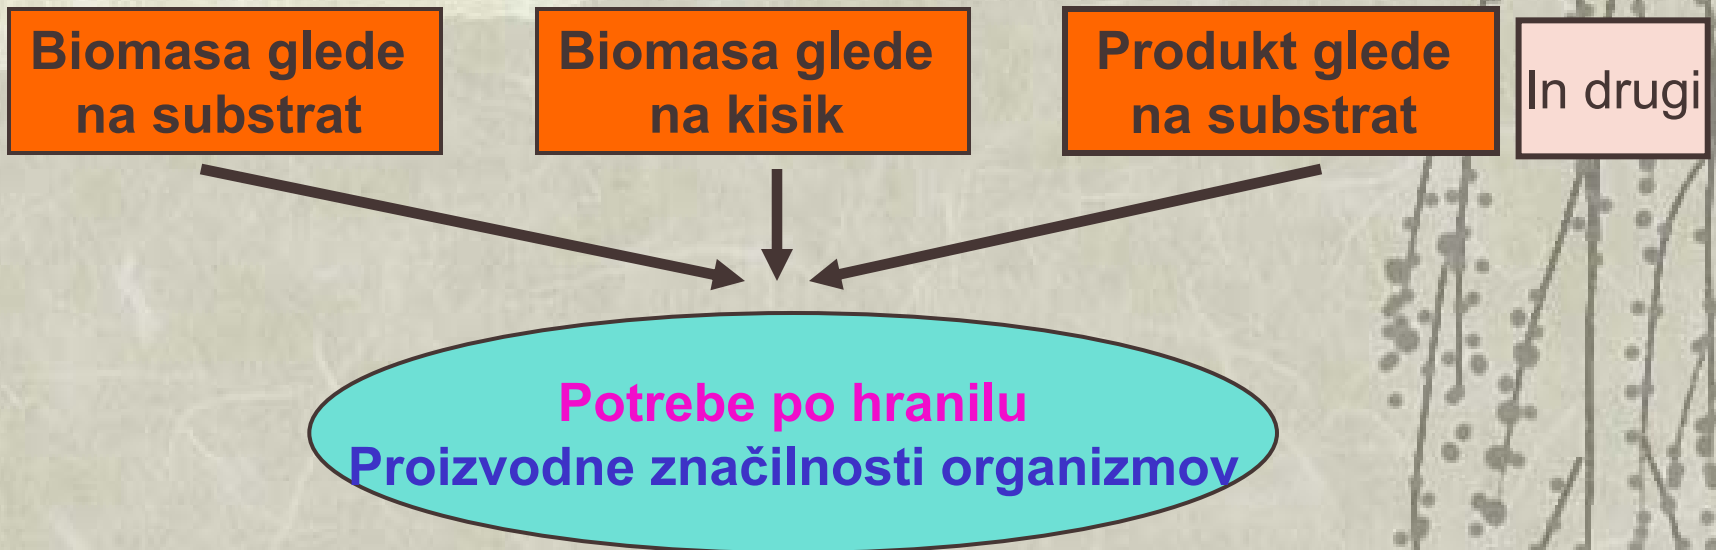 Biomasa glede
na substrat
Biomasa glede
na kisik
Produkt glede
na substrat
In drugi
Potrebe po hranilu
Proizvodne značilnosti organizmov